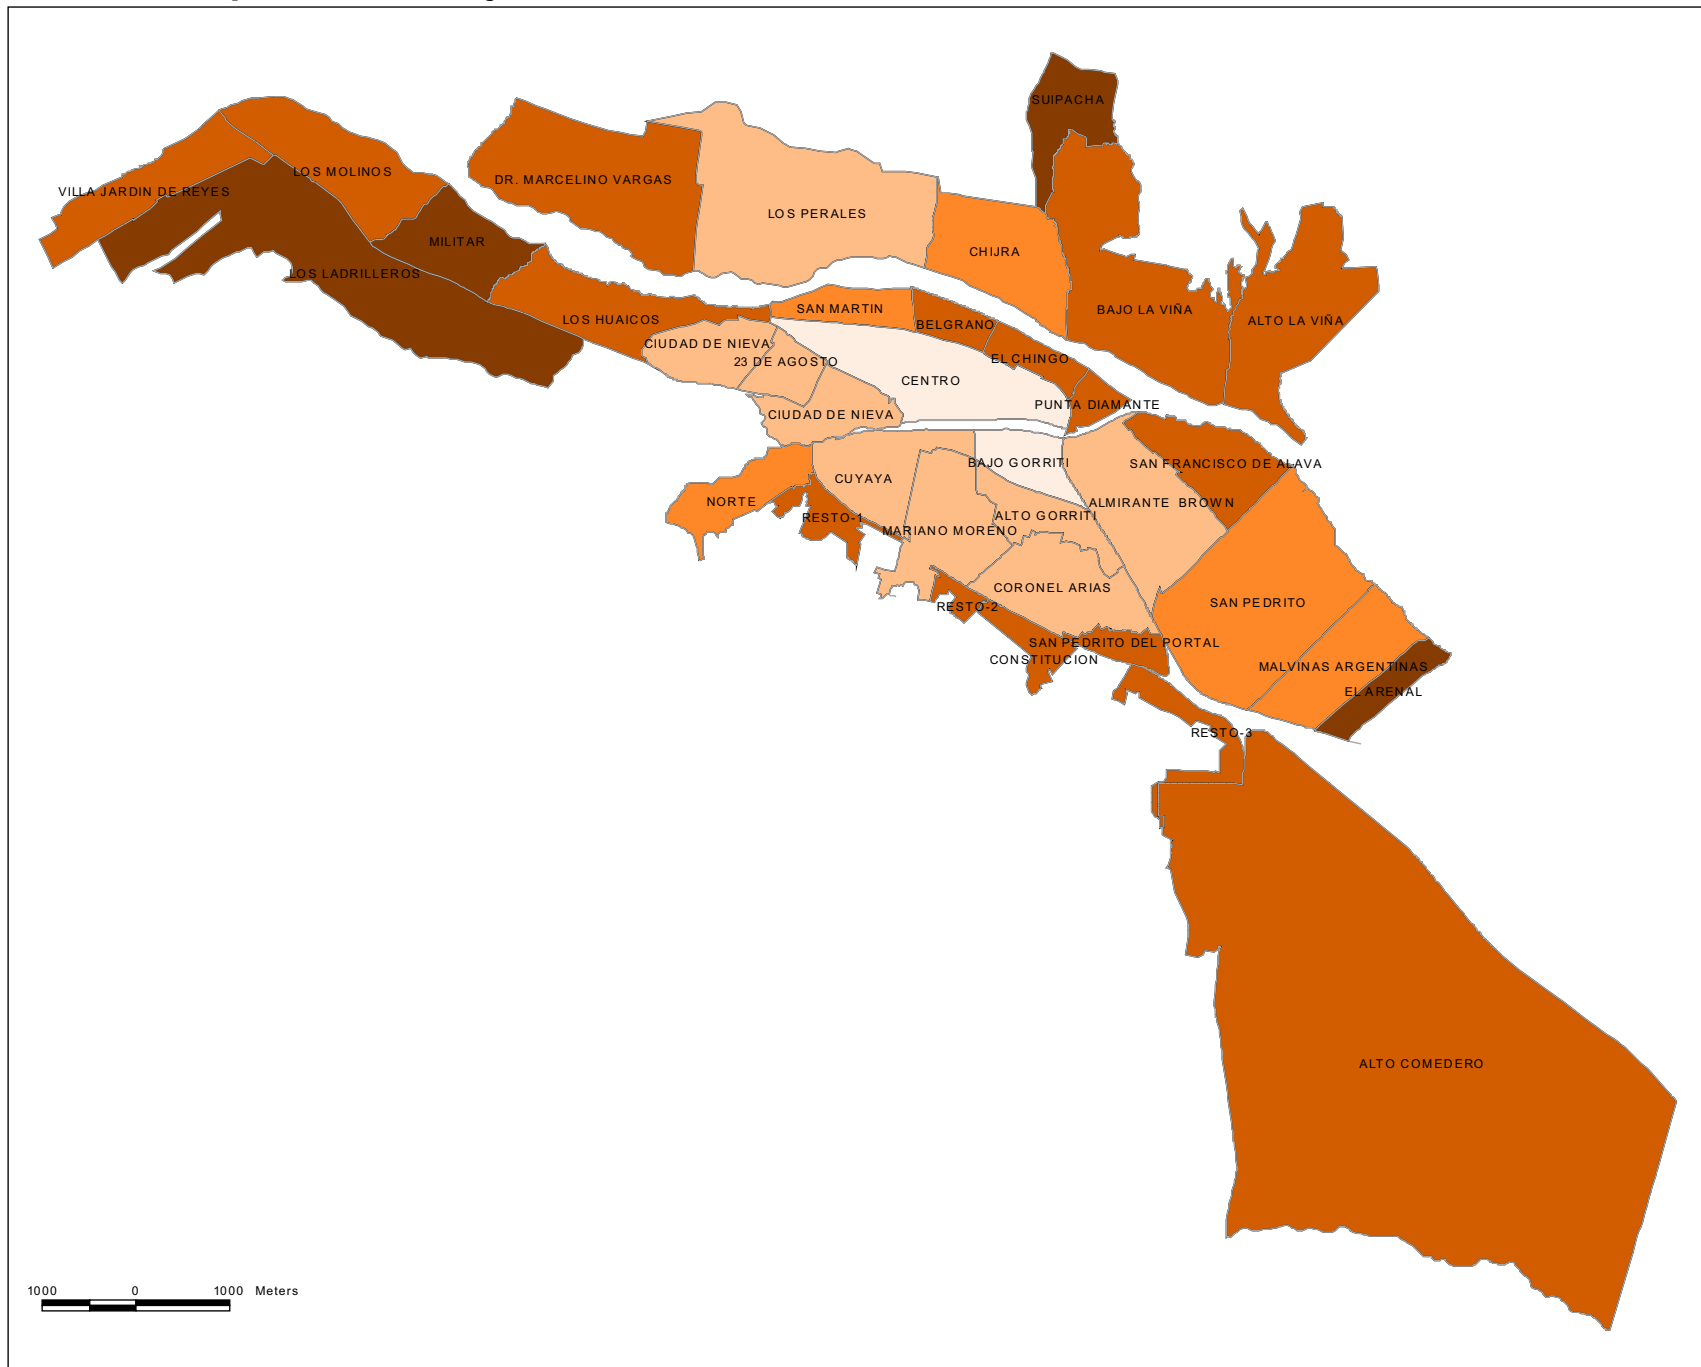 SUIPACHA
LOS MOLINOS
VILLA JARDIN DE REYES
DR. MARCELINO VARGAS
LOS PERALES
MILITAR
CHIJRA
LOS LADRILLEROS
SAN MARTIN
BAJO LA VIÑA
LOS HUAICOS
BELGRANO
ALTO LA VIÑA
CIUDAD DE NIEVA
23 DE AGOSTO
EL CHINGO
CENTRO
PUNTA DIAMANTE
CIUDAD DE NIEVA
BAJO GORRITI
SAN FRANCISCO DE ALAVA
CUYAYA
NORTE
ALMIRANTE BROWN
RESTO-1
ALTO GORRITI
MARIANO MORENO
CORONEL ARIAS
SAN PEDRITO
RESTO-2
SAN PEDRITO DEL PORTAL
CONSTITUCION
MALVINAS ARGENTINAS
EL ARENAL
RESTO-3
ALTO COMEDERO
1000 0 1000 Meters